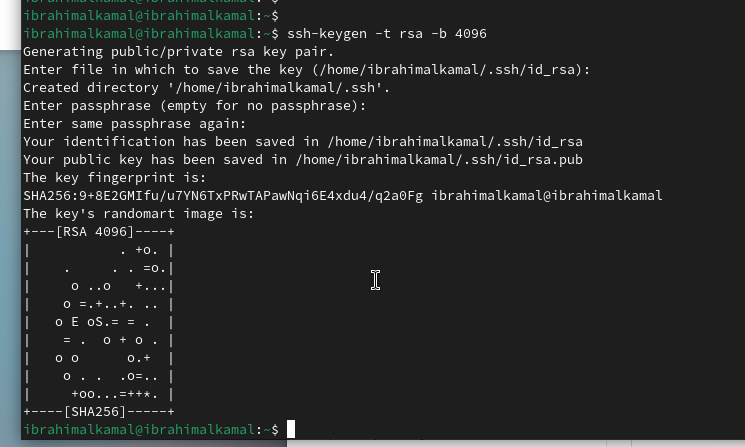 ibrahimalkamal@ibrahimalkamal:~$
ibrahimalkamal@ibrahimalkamal:~$ ssh-keygen -t rsa -b 4096
Generating public/private rsa key pair.
Enter file in which to save the key (/home/ibrahimalkamal/.ssh/id_rsa):
Created directory '/home/ibrahimalkamal/.ssh'.
Enter passphrase (empty for no passphrase):
Enter same passphrase again:
Your identification has been saved in /home/ibrahimalkamal/.ssh/id_rsa
Your public key has been saved in /home/ibrahimalkamal/.ssh/id_rsa.pub
The key fingerprint is:
SHA256:9+8E2GMIfu/u7YN6TxPRwTAPawNqi6E4xdu4/q2a0Fg ibrahimalkamal@ibrahimalkamal
The key's randomart image is:
+---[RSA 4096]----+
|           . +o. |
|    .     . . =o.|
|     o ..o   +...|
|    o =.+..+. .. |
|   o E oS.= = .  |
|    = .  o + o . |
|   o o      o.+  |
|    o . .  .o=.. |
|     +oo...=++*. |
+----[SHA256]-----+
ibrahimalkamal@ibrahimalkamal:~$